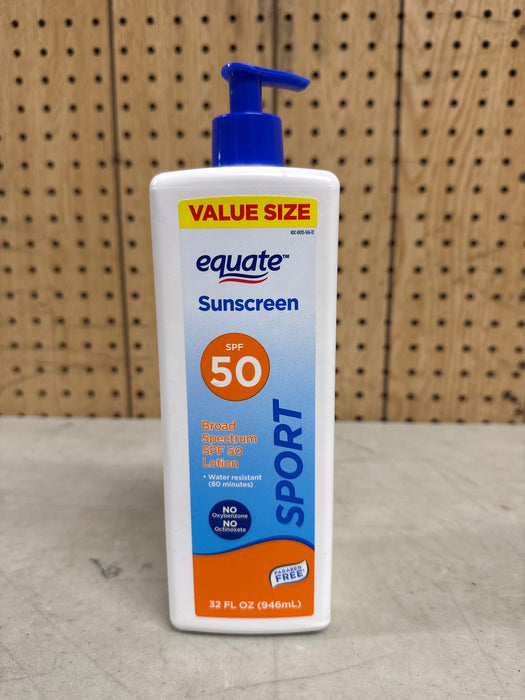 VALUE SIZE
equate™
Sunscreen
SPF
50
Broad
Spectrum
SPF 50
Lotion
• Water resistant
(80 minutes)
SPORT
NO
Oxybenzone
NO
Octinoxate
PARABEN
FREE
32 FL OZ (946mL)